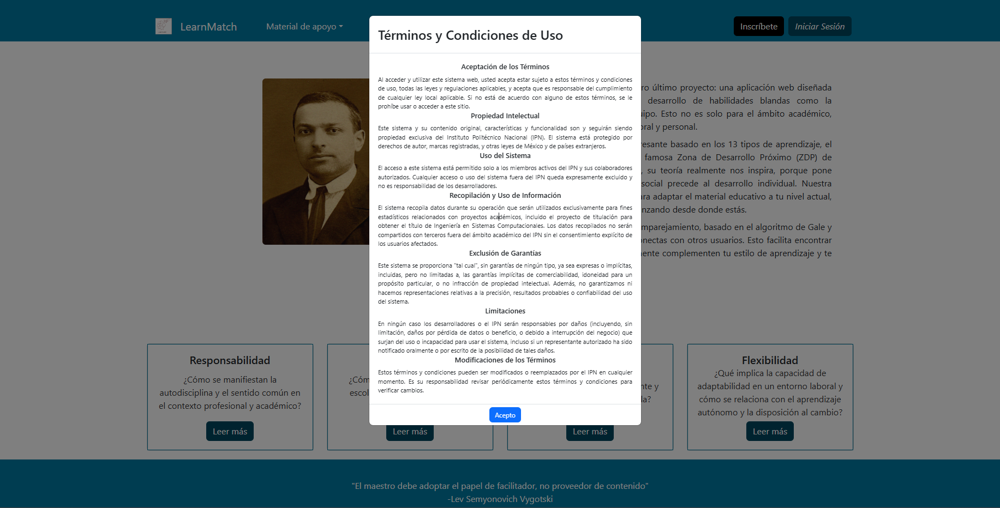 LearnMatch
Material de apoyo
Inscríbete
Iniciar Sesión
Términos y Condiciones de Uso
Aceptación de los Términos
Al acceder y utilizar este sistema web, usted acepta estar sujeto a estos términos y condiciones
de uso, todas las leyes y regulaciones aplicables, y acepta que es responsable del cumplimiento
de cualquier ley local aplicable. Si no está de acuerdo con alguno de estos términos, se le
prohíbe usar o acceder a este sitio.
Propiedad Intelectual
Este sistema y su contenido original, características y funcionalidad son y seguirán siendo
propiedad exclusiva del Instituto Politécnico Nacional (IPN). El sistema está protegido por
derechos de autor, marcas registradas, y otras leyes de México y de países extranjeros.
Uso del Sistema
El acceso a este sistema está permitido solo a los miembros activos del IPN y sus colaboradores
autorizados. Cualquier acceso o uso del sistema fuera del IPN queda expresamente excluido y
no es responsabilidad de los desarrolladores.
Recopilación y Uso de Información
El sistema recopila datos durante su operación que serán utilizados exclusivamente para fines
estadísticos relacionados con proyectos académicos, incluido el proyecto de titulación para
obtener el título de Ingeniería en Sistemas Computacionales. Los datos recopilados no serán
compartidos con terceros fuera del ámbito académico del IPN sin el consentimiento explícito de
los usuarios afectados.
Exclusión de Garantías
Este sistema se proporciona "tal cual", sin garantías de ningún tipo, ya sea expresas o implícitas,
incluidas, pero no limitadas a, las garantías implícitas de comerciabilidad, idoneidad para un
propósito particular, o no infracción de propiedad intelectual. Además, no garantizamos ni
hacemos representaciones relativas a la precisión, resultados probables o confiabilidad del uso
del sistema.
Limitaciones
En ningún caso los desarrolladores o el IPN serán responsables por daños (incluyendo, sin
limitación, daños por pérdida de datos o beneficio, o debido a interrupción del negocio) que
surjan del uso o incapacidad para usar el sistema, incluso si un representante autorizado ha sido
notificado oralmente o por escrito de la posibilidad de tales daños.
Modificaciones de los Términos
Estos términos y condiciones pueden ser modificados o reemplazados por el IPN en cualquier
momento. Es su responsabilidad revisar periódicamente estos términos y condiciones para
verificar cambios.
Acepto
ro último proyecto: una aplicación web diseñada
desarrollo de habilidades blandas como la
uipo. Esto no es solo para el ámbito académico,
oral y personal.
resante basado en los 13 tipos de aprendizaje, el
famosa Zona de Desarrollo Próximo (ZDP) de
, su teoría realmente nos inspira, porque pone
social precede al desarrollo individual. Nuestra
ara adaptar el material educativo a tu nivel actual,
nzando desde donde estás.
mparejamiento, basado en el algoritmo de Gale y
onectas con otros usuarios. Esto facilita encontrar
nente complementen tu estilo de aprendizaje y te
Responsabilidad
¿Cómo se manifiestan la
autodisciplina y el sentido común en
el contexto profesional y académico?
Leer más
¿Cóm
escol
Leer más
nte y
la?
Leer más
Flexibilidad
¿Qué implica la capacidad de
adaptabilidad en un entorno laboral y
cómo se relaciona con el aprendizaje
autónomo y la disposición al cambio?
Leer más
"El maestro debe adoptar el papel de facilitador, no proveedor de contenido"
-Lev Semyonovich Vygotski